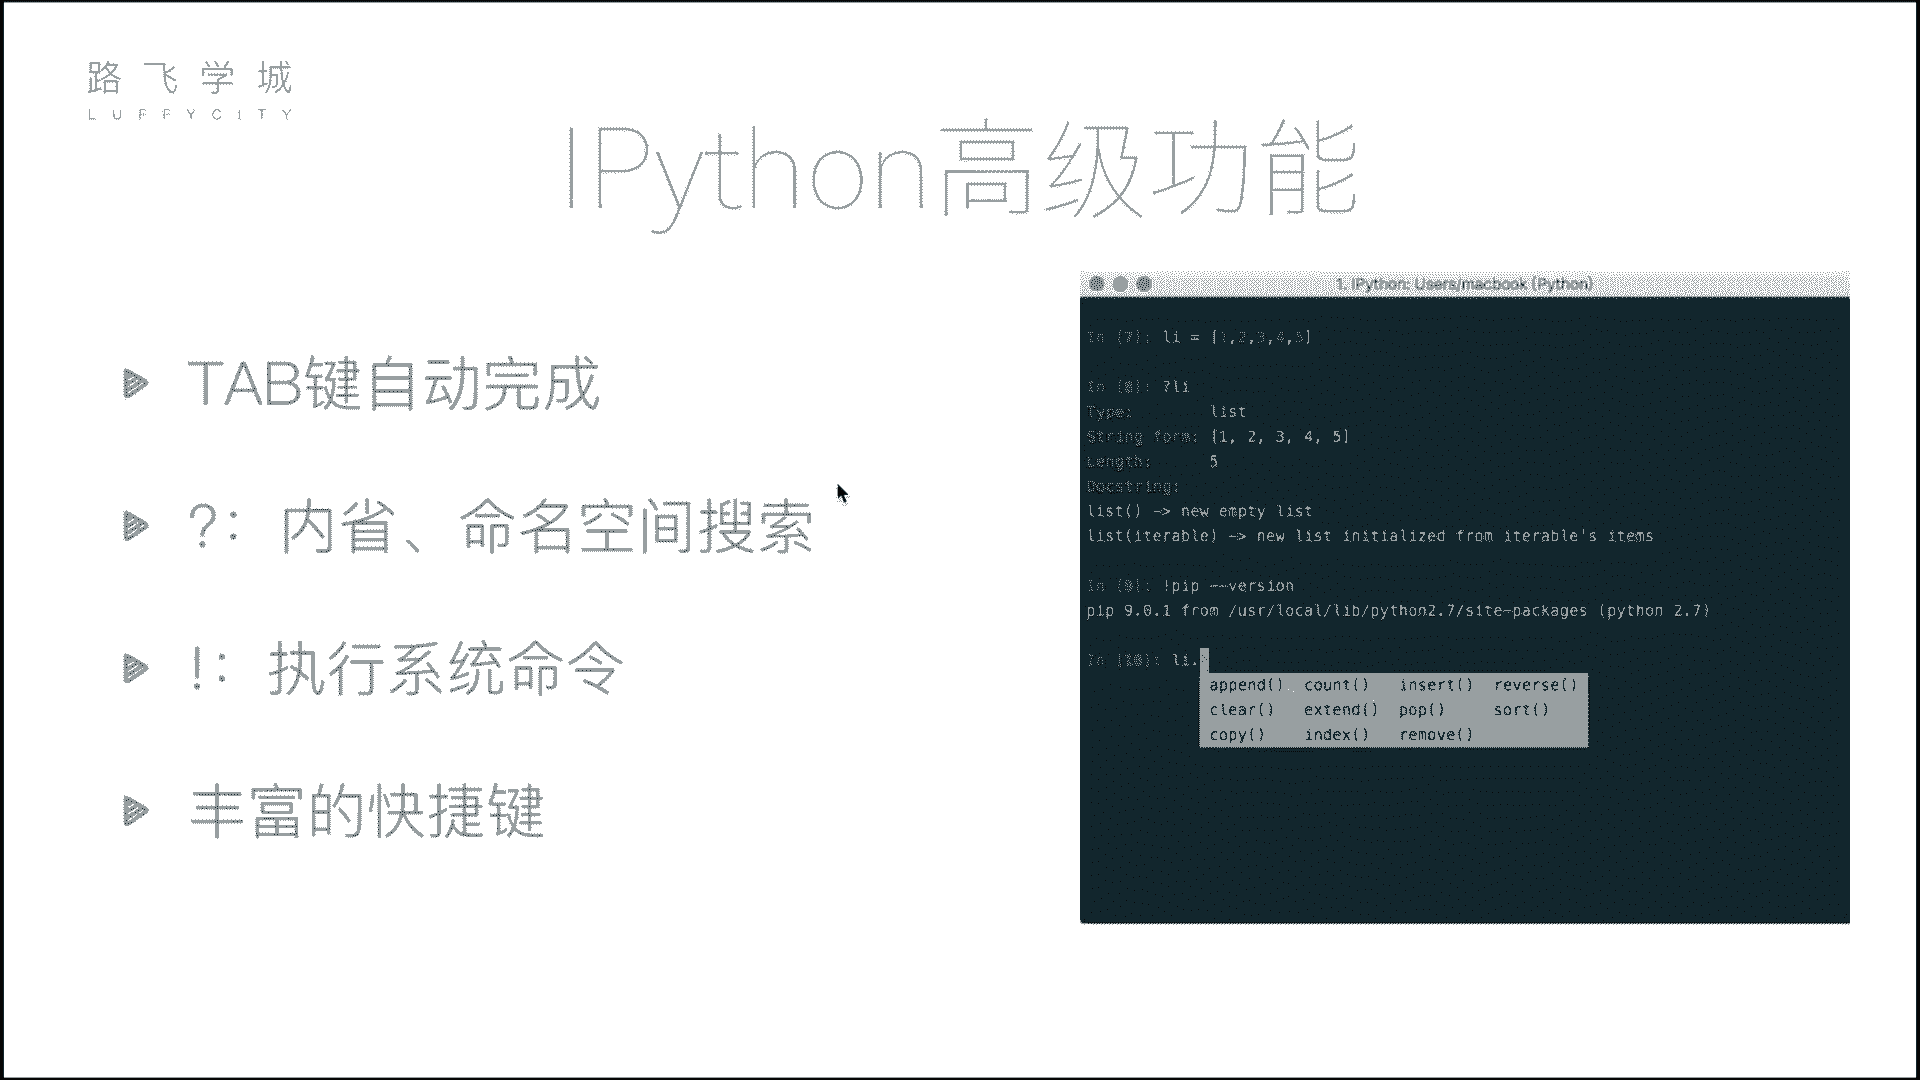 路飞学城
LUFFYCITY
IPython高级功能
TAB键自动完成
?：内省、命名空间搜索
!：执行系统命令
丰富的快捷键
1. IPython: Users/macbook (Python)
In [7]: li = [1,2,3,4,5]
In [8]: ?li
Type: list
String form: [1, 2, 3, 4, 5]
Length: 5
Docstring:
list() -> new empty list
list(iterable) -> new list initialized from iterable's items
In [9]: !pip --version
pip 9.0.1 from /usr/local/lib/python2.7/site-packages (python 2.7)
In [10]: li.
append() count() insert() reverse()
clear() extend() pop() sort()
copy() index() remove()